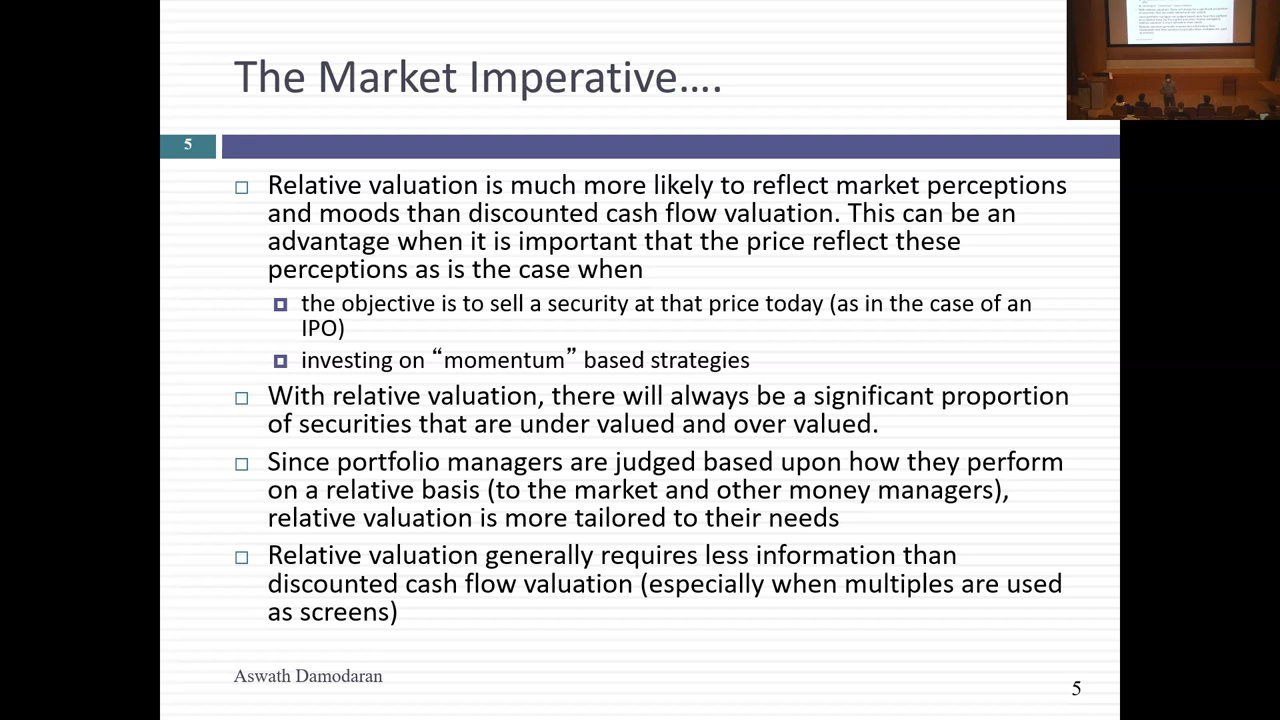 The Market Imperative….
5
Relative valuation is much more likely to reflect market perceptions
and moods than discounted cash flow valuation. This can be an
advantage when it is important that the price reflect these
perceptions as is the case when
the objective is to sell a security at that price today (as in the case of an
IPO)
investing on “momentum” based strategies
With relative valuation, there will always be a significant proportion
of securities that are under valued and over valued.
Since portfolio managers are judged based upon how they perform
on a relative basis (to the market and other money managers),
relative valuation is more tailored to their needs
Relative valuation generally requires less information than
discounted cash flow valuation (especially when multiples are used
as screens)
Aswath Damodaran
5